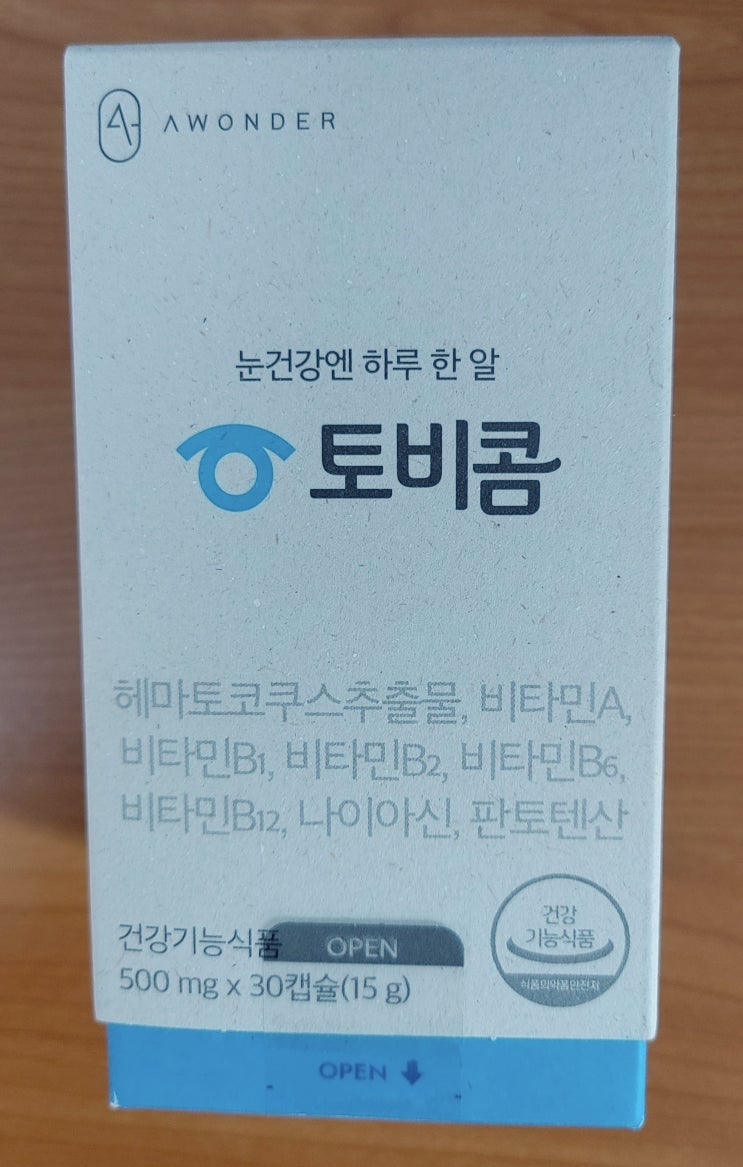 AWONDER
눈건강엔 하루 한 알
토비콤
헤마토코쿠스추출물, 비타민A,
비타민B1, 비타민B2, 비타민B6,
비타민B12, 나이아신, 판토텐산
건강기능식품
OPEN
500 mg x 30캡슐(15 g)
건강
기능식품
식품의약품안전처
OPEN